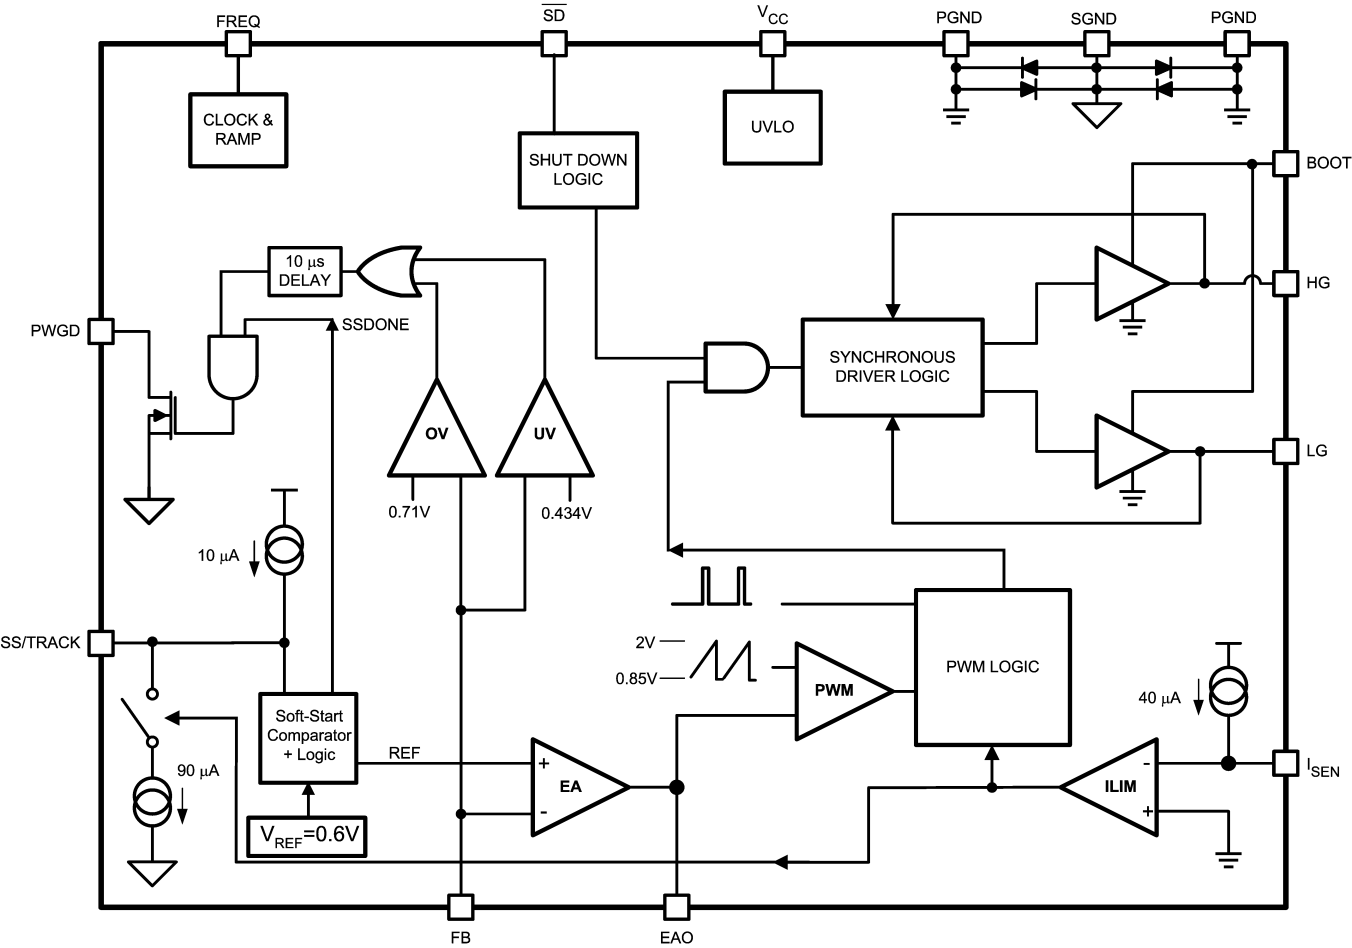 FREQ
SD
VCC
PGND
SGND
PGND
CLOCK &
RAMP
UVLO
SHUT DOWN
LOGIC
BOOT
10 µs
DELAY
HG
PWGD
SSDONE
SYNCHRONOUS
DRIVER LOGIC
OV
UV
LG
0.71V
0.434V
10 µA
SS/TRACK
2V
0.85V
PWM
PWM LOGIC
40 µA
Soft-Start
Comparator
+ Logic
REF
90 µA
+
EA
-
-
ILIM
+
ISEN
VREF=0.6V
FB
EAO